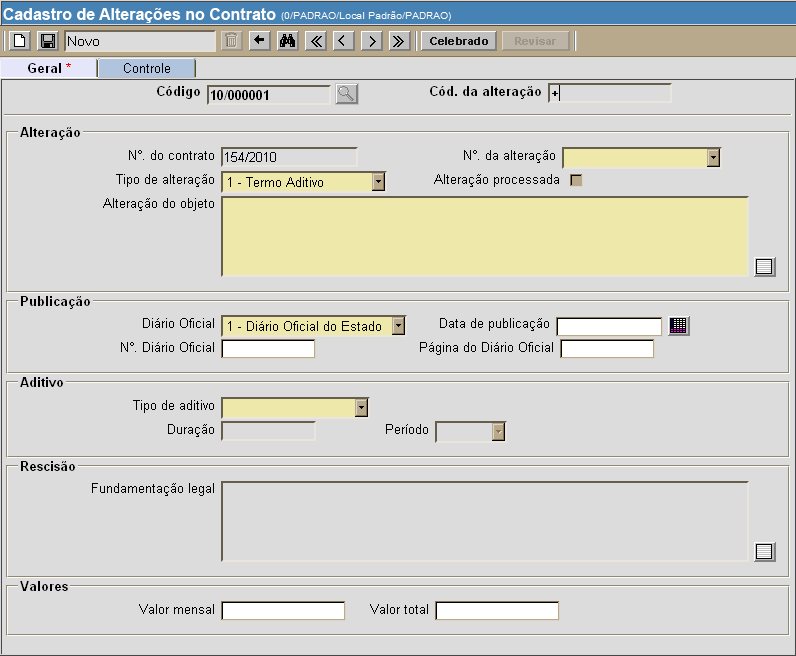 Cadastro de Alterações no Contrato (0/PADRAO/Local Padrão/PADRAO)
Novo Celebrado Revisar
Geral * Controle
Código 10/000001 Cód. da alteração +
Alteração
Nº. do contrato 154/2010 Nº. da alteração
Tipo de alteração 1 - Termo Aditivo Alteração processada
Alteração do objeto
Publicação
Diário Oficial 1 - Diário Oficial do Estado Data de publicação
Nº. Diário Oficial Página do Diário Oficial
Aditivo
Tipo de aditivo
Duração Período
Rescisão
Fundamentação legal
Valores
Valor mensal Valor total